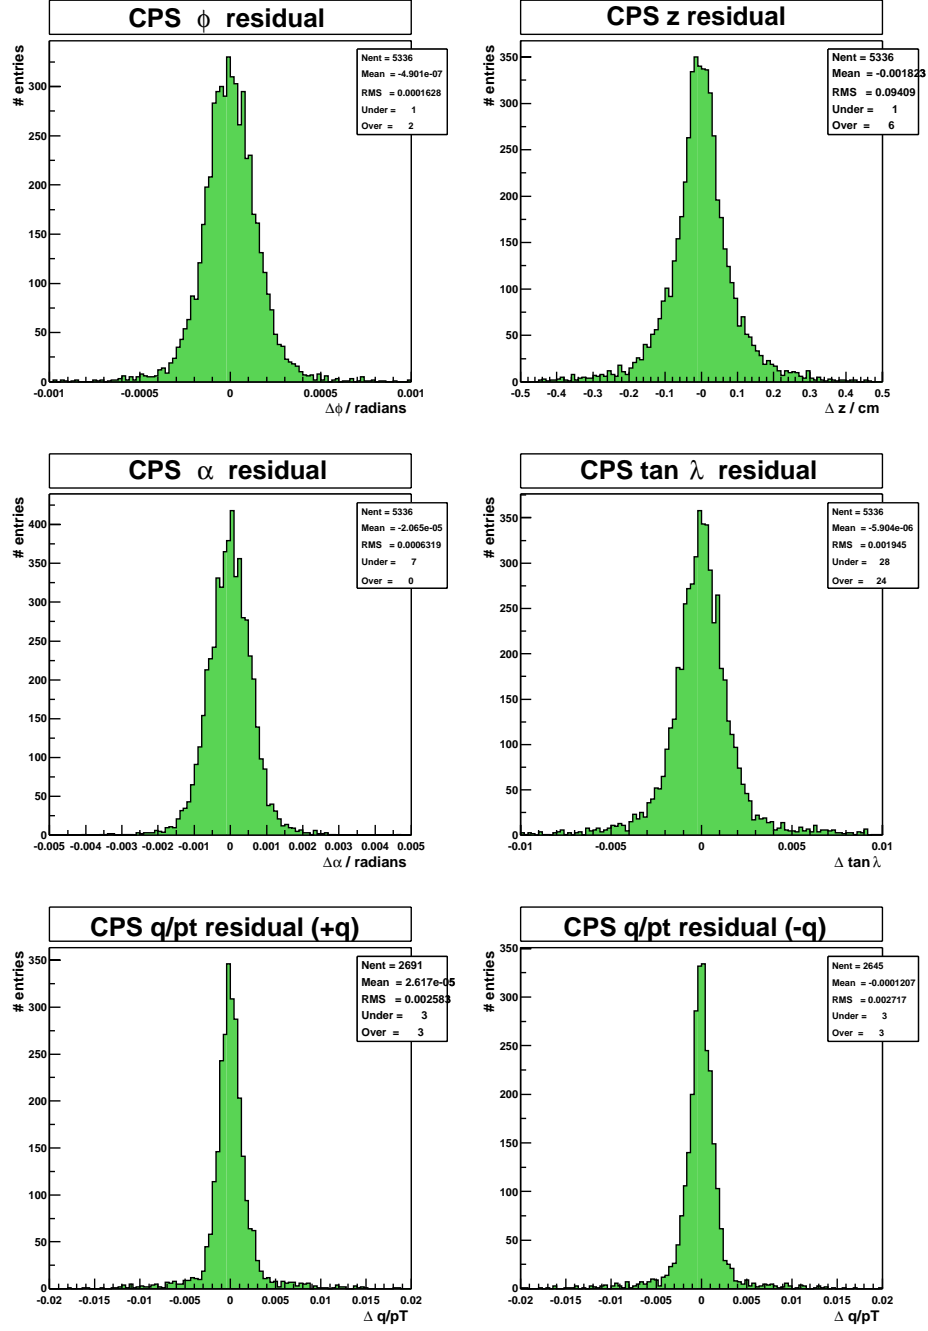 CPS ϕ residual
# entries
Nent = 5336
Mean = -4.901e-07
RMS = 0.0001628
Under = 1
Over = 2
300
250
200
150
100
50
0
-0.001 -0.0005 0 0.0005 0.001
Δϕ / radians
CPS z residual
# entries
Nent = 5336
Mean = -0.001823
RMS = 0.09409
Under = 1
Over = 6
350
300
250
200
150
100
50
0
-0.5 -0.4 -0.3 -0.2 -0.1 -0 0.1 0.2 0.3 0.4 0.5
Δ z / cm
CPS α residual
# entries
Nent = 5336
Mean = -2.065e-05
RMS = 0.0006319
Under = 7
Over = 0
400
350
300
250
200
150
100
50
0
-0.005 -0.004 -0.003 -0.002 -0.001 0 0.001 0.002 0.003 0.004 0.005
Δα / radians
CPS tan λ residual
# entries
Nent = 5336
Mean = -5.904e-06
RMS = 0.001945
Under = 28
Over = 24
350
300
250
200
150
100
50
0
-0.01 -0.005 0 0.005 0.01
Δ tan λ
CPS q/pt residual (+q)
# entries
Nent = 2691
Mean = 2.617e-05
RMS = 0.002583
Under = 3
Over = 3
350
300
250
200
150
100
50
0
-0.02 -0.015 -0.01 -0.005 0 0.005 0.01 0.015 0.02
Δ q/pT
CPS q/pt residual (-q)
# entries
Nent = 2645
Mean = -0.0001207
RMS = 0.002717
Under = 3
Over = 3
350
300
250
200
150
100
50
0
-0.02 -0.015 -0.01 -0.005 0 0.005 0.01 0.015 0.02
Δ q/pT